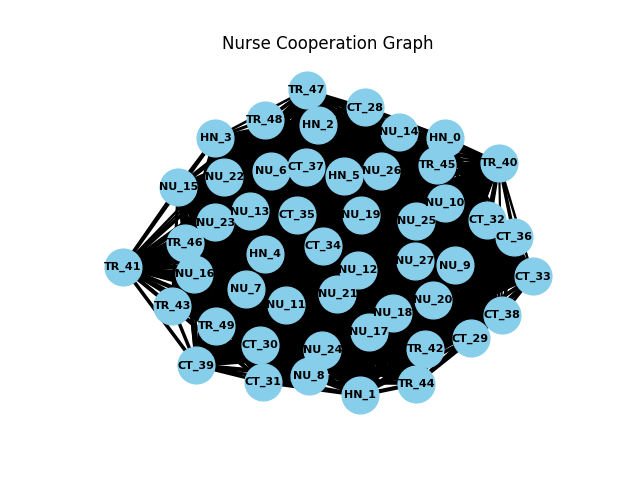 Nurse Cooperation Graph
TR_47
CT_28
TR_48
HN_2
NU_14
HN_3
HN_0
TR_45
TR_40
NU_6
CT_37
NU_26
HN_5
NU_22
NU_15
NU_10
NU_13
CT_35
NU_19
NU_23
NU_25
CT_32
CT_36
TR_46
CT_34
HN_4
NU_27
NU_9
TR_41
NU_16
NU_12
CT_33
NU_7
NU_21
NU_20
TR_43
NU_11
NU_18
CT_38
TR_49
NU_17
CT_29
CT_30
NU_24
TR_42
CT_39
NU_8
CT_31
TR_44
HN_1